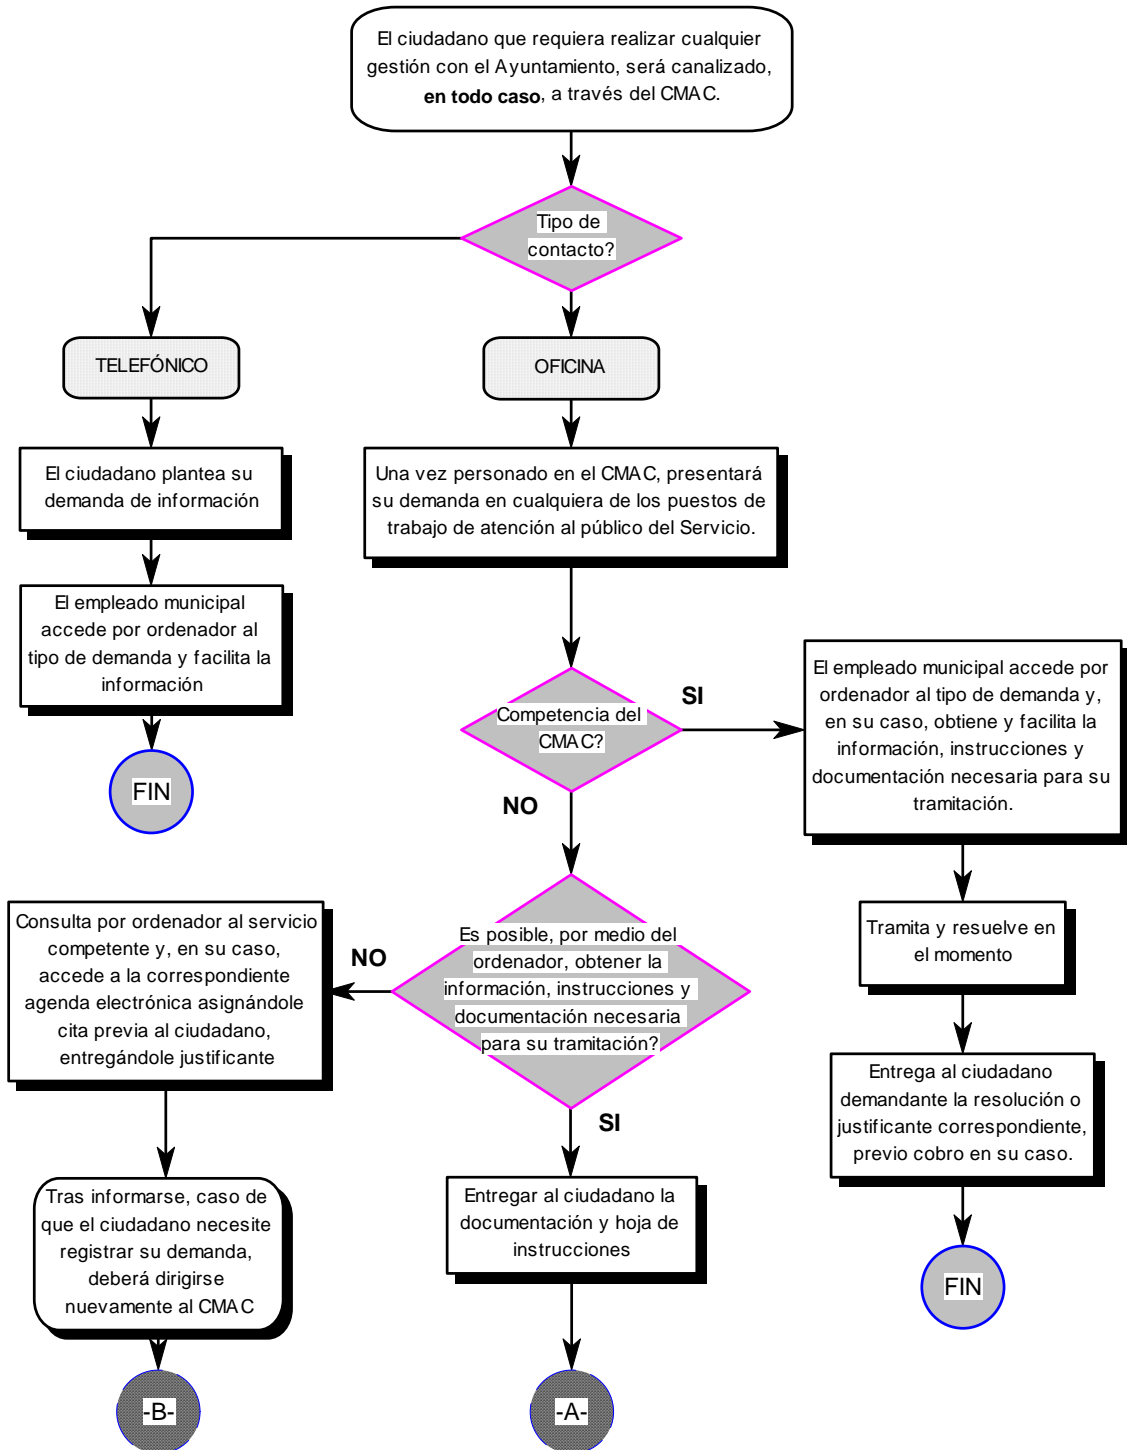 El ciudadano que requiera realizar cualquier
gestión con el Ayuntamiento, será canalizado,
en todo caso, a través del CMAC.
Tipo de
contacto?
TELEFÓNICO
OFICINA
El ciudadano plantea su
demanda de información
Una vez personado en el CMAC, presentará
su demanda en cualquiera de los puestos de
trabajo de atención al público del Servicio.
El empleado municipal
accede por ordenador al
tipo de demanda y facilita la
información
FIN
Competencia del
CMAC?
SI
NO
El empleado municipal accede por
ordenador al tipo de demanda y,
en su caso, obtiene y facilita la
información, instrucciones y
documentación necesaria para su
tramitación.
Tramita y resuelve en
el momento
Entrega al ciudadano
demandante la resolución o
justificante correspondiente,
previo cobro en su caso.
FIN
Es posible, por medio del
ordenador, obtener la
información, instrucciones y
documentación necesaria
para su tramitación?
NO
SI
Consulta por ordenador al servicio
competente y, en su caso,
accede a la correspondiente
agenda electrónica asignándole
cita previa al ciudadano,
entregándole justificante
Tras informarse, caso de
que el ciudadano necesite
registrar su demanda,
deberá dirigirse
nuevamente al CMAC
-B-
Entregar al ciudadano la
documentación y hoja de
instrucciones
-A-